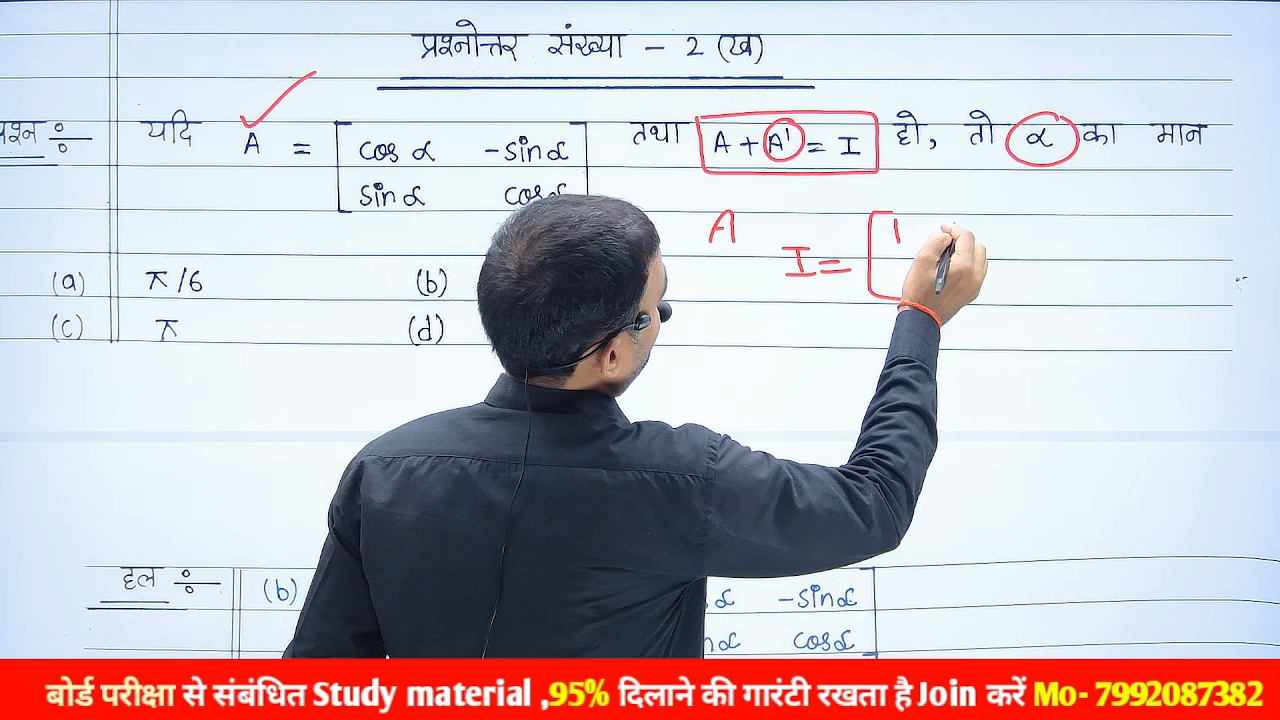 प्रश्नोत्तर संख्या - 2 (ख)
प्रश्न ÷ यदि A = [cos α -sin α तथा A + A' = I हो, तो α का मान
sin α cos α]
A I = [1
(a) π/6 (b)
(c) π (d)
हल ÷ (b) α -sin α
cos α
बोर्ड परीक्षा से संबंधित Study material ,95% दिलाने की गारंटी रखता है Join करें Mo- 7992087382